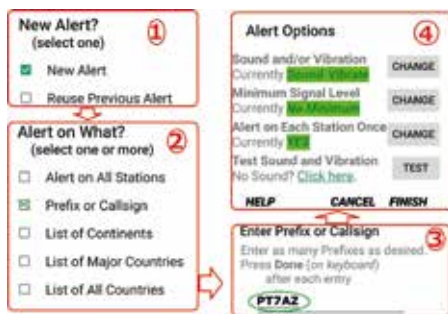 New Alert?
(select one)
①
New Alert
Reuse Previous Alert
Alert on What?
(select one or more)
②
Alert on All Stations
Prefix or Callsign
List of Continents
List of Major Countries
List of All Countries
Enter Prefix or Callsign
③
Enter as many Prefixes as desired.
Press Done (on keyboard)
after each entry
PT7AZ
Alert Options
④
Sound and/or Vibration
Currently Sound Vibrate
CHANGE
Minimum Signal Level
Currently No Minimum
CHANGE
Alert on Each Station Once
Currently YES
CHANGE
Test Sound and Vibration
No Sound? Click here.
TEST
HELP CANCEL FINISH